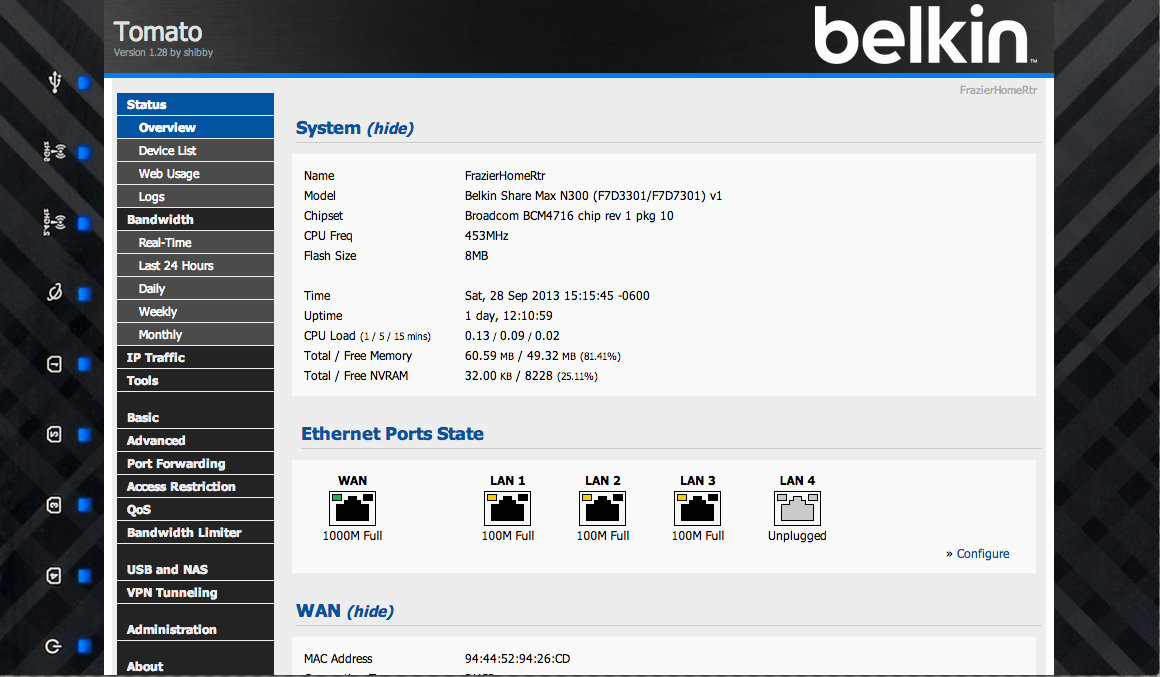 Tomato
Version 1.28 by shibby
belkin™
FrazierHomeRtr
Status
Overview
Device List
Web Usage
Logs
Bandwidth
Real-Time
Last 24 Hours
Daily
Weekly
Monthly
IP Traffic
Tools
Basic
Advanced
Port Forwarding
Access Restriction
QoS
Bandwidth Limiter
USB and NAS
VPN Tunneling
Administration
About
System (hide)
Name FrazierHomeRtr
Model Belkin Share Max N300 (F7D3301/F7D7301) v1
Chipset Broadcom BCM4716 chip rev 1 pkg 10
CPU Freq 453MHz
Flash Size 8MB
Time Sat, 28 Sep 2013 15:15:45 -0600
Uptime 1 day, 12:10:59
CPU Load (1 / 5 / 15 mins) 0.13 / 0.09 / 0.02
Total / Free Memory 60.59 MB / 49.32 MB (81.41%)
Total / Free NVRAM 32.00 KB / 8228 (25.11%)
Ethernet Ports State
WAN LAN 1 LAN 2 LAN 3 LAN 4
1000M Full 100M Full 100M Full 100M Full Unplugged
» Configure
WAN (hide)
MAC Address 94:44:52:94:26:CD